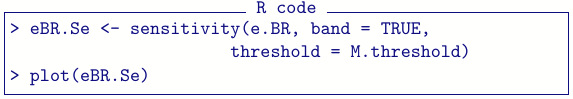 R code
> eBR.Se <- sensitivity(e.BR, band = TRUE,
                        threshold = M.threshold)
> plot(eBR.Se)